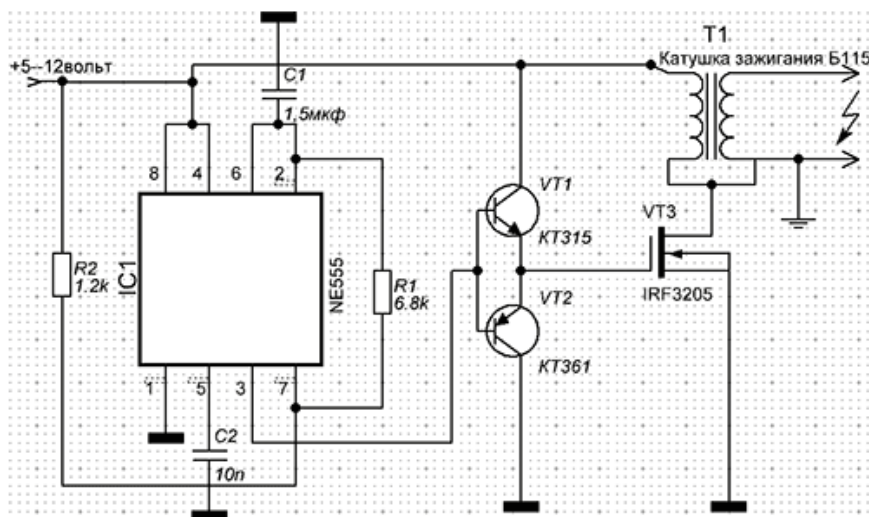 T1
Катушка зажигания Б115
+5--12вольт
C1
1,5мкф
8
4
6
2
VT1
КТ315
VT3
IRF3205
R2
1.2k
IC1
NE555
R1
6.8k
VT2
КТ361
1
5
3
7
C2
10n